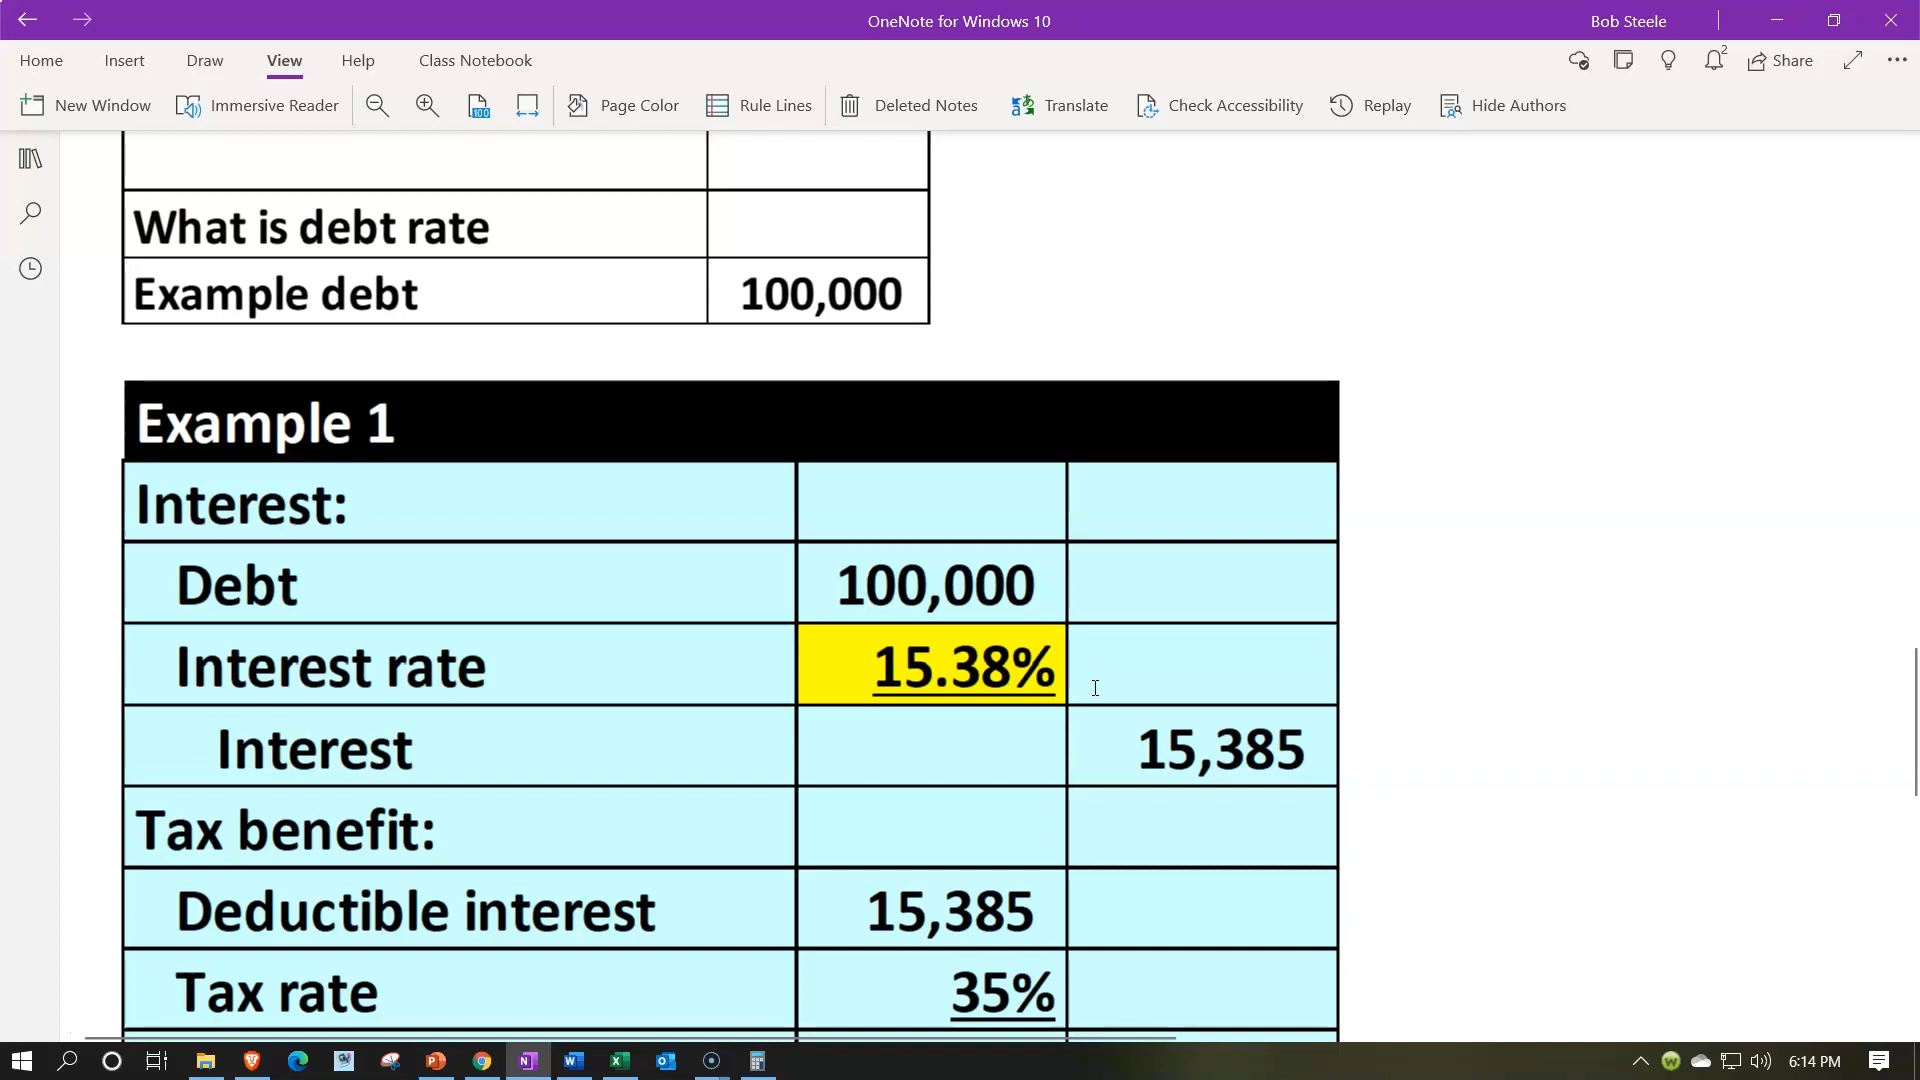 OneNote for Windows 10
Bob Steele
Home Insert Draw View Help Class Notebook
2
Share
New Window Immersive Reader 100 Page Color Rule Lines Deleted Notes Translate Check Accessibility Replay Hide Authors
What is debt rate
Example debt 100,000
Example 1
Interest:
Debt 100,000
Interest rate 15.38%
Interest 15,385
Tax benefit:
Deductible interest 15,385
Tax rate 35%
6:14 PM